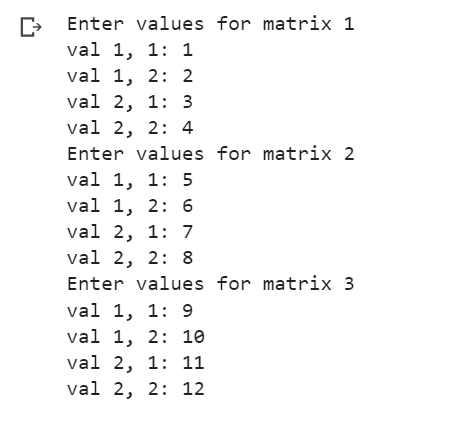 Enter values for matrix 1
val 1, 1: 1
val 1, 2: 2
val 2, 1: 3
val 2, 2: 4
Enter values for matrix 2
val 1, 1: 5
val 1, 2: 6
val 2, 1: 7
val 2, 2: 8
Enter values for matrix 3
val 1, 1: 9
val 1, 2: 10
val 2, 1: 11
val 2, 2: 12